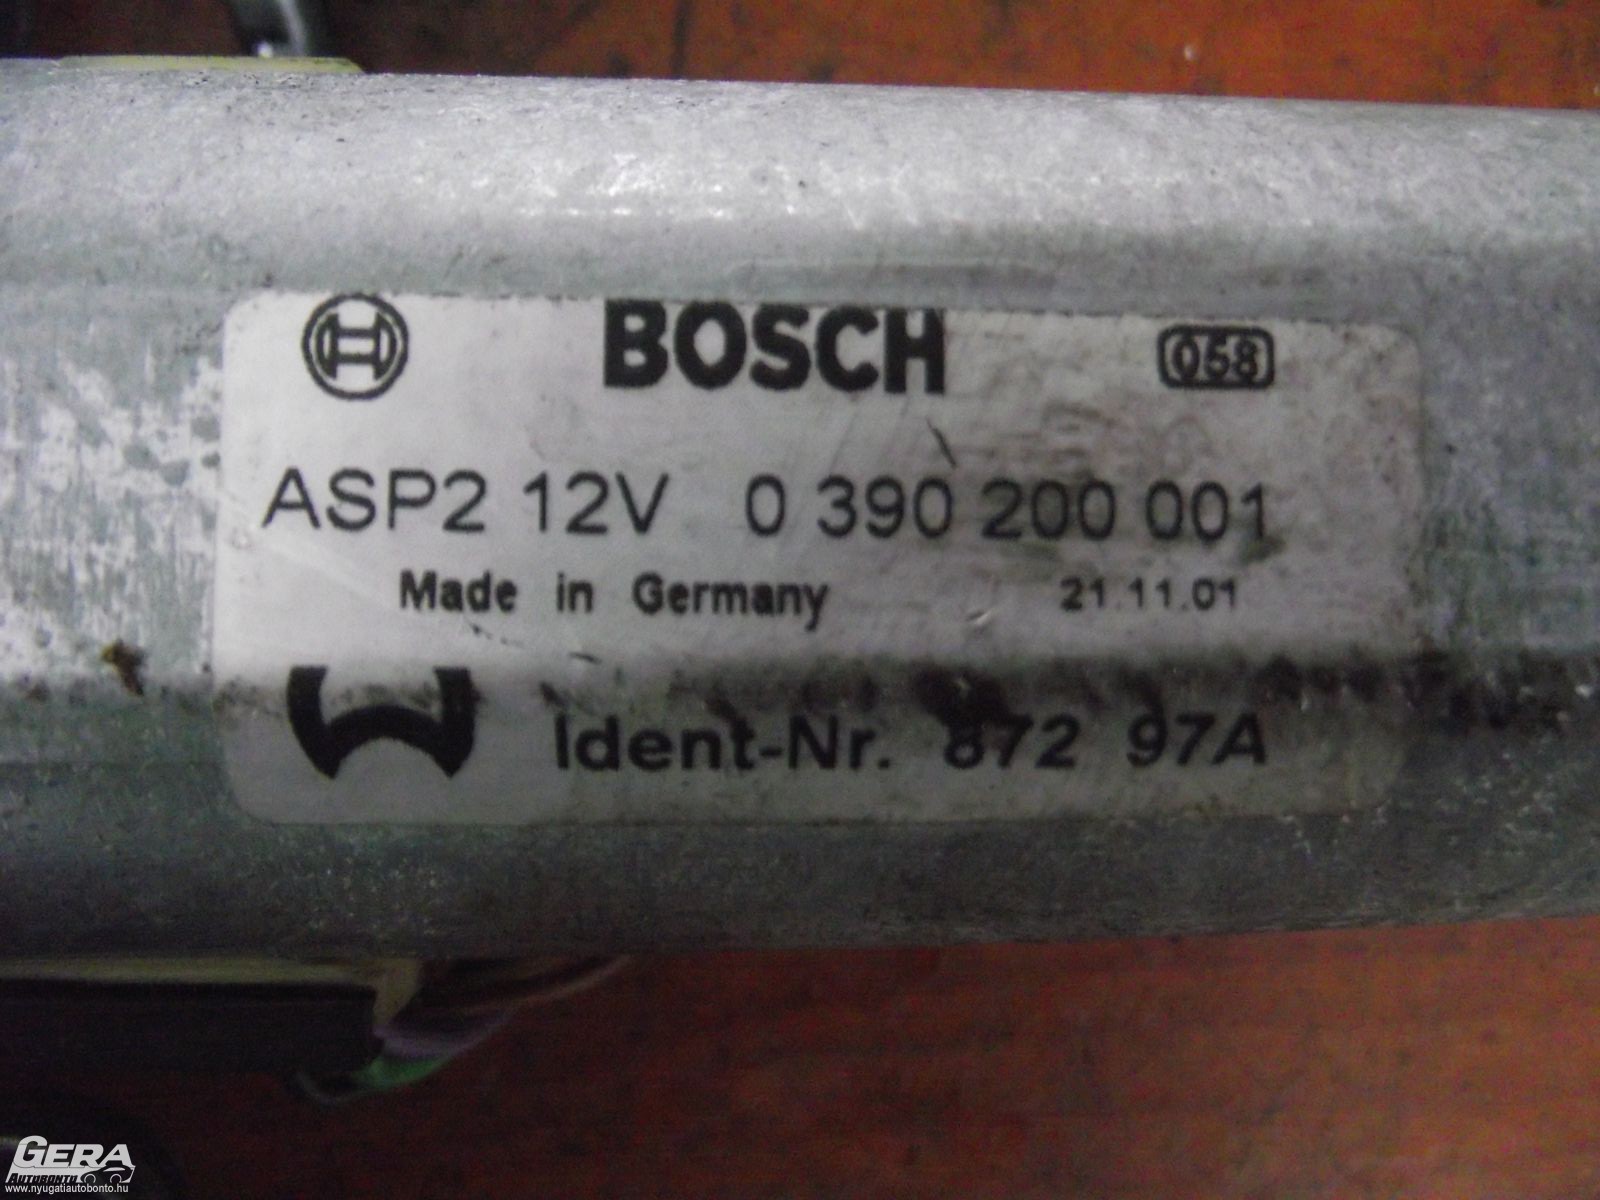 BOSCH 058
ASP2 12V 0 390 200 001
Made in Germany 21.11.01
Ident-Nr. 872 97A
GERA
AUTOBONTÓ
www.nyugatiautobonto.hu